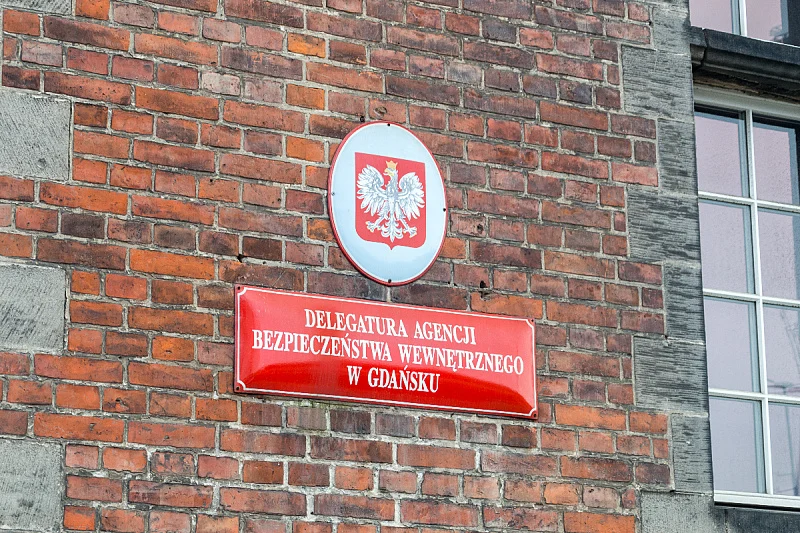 DELEGATURA AGENCJI
BEZPIECZEŃSTWA WEWNĘTRZNEGO
W GDAŃSKU